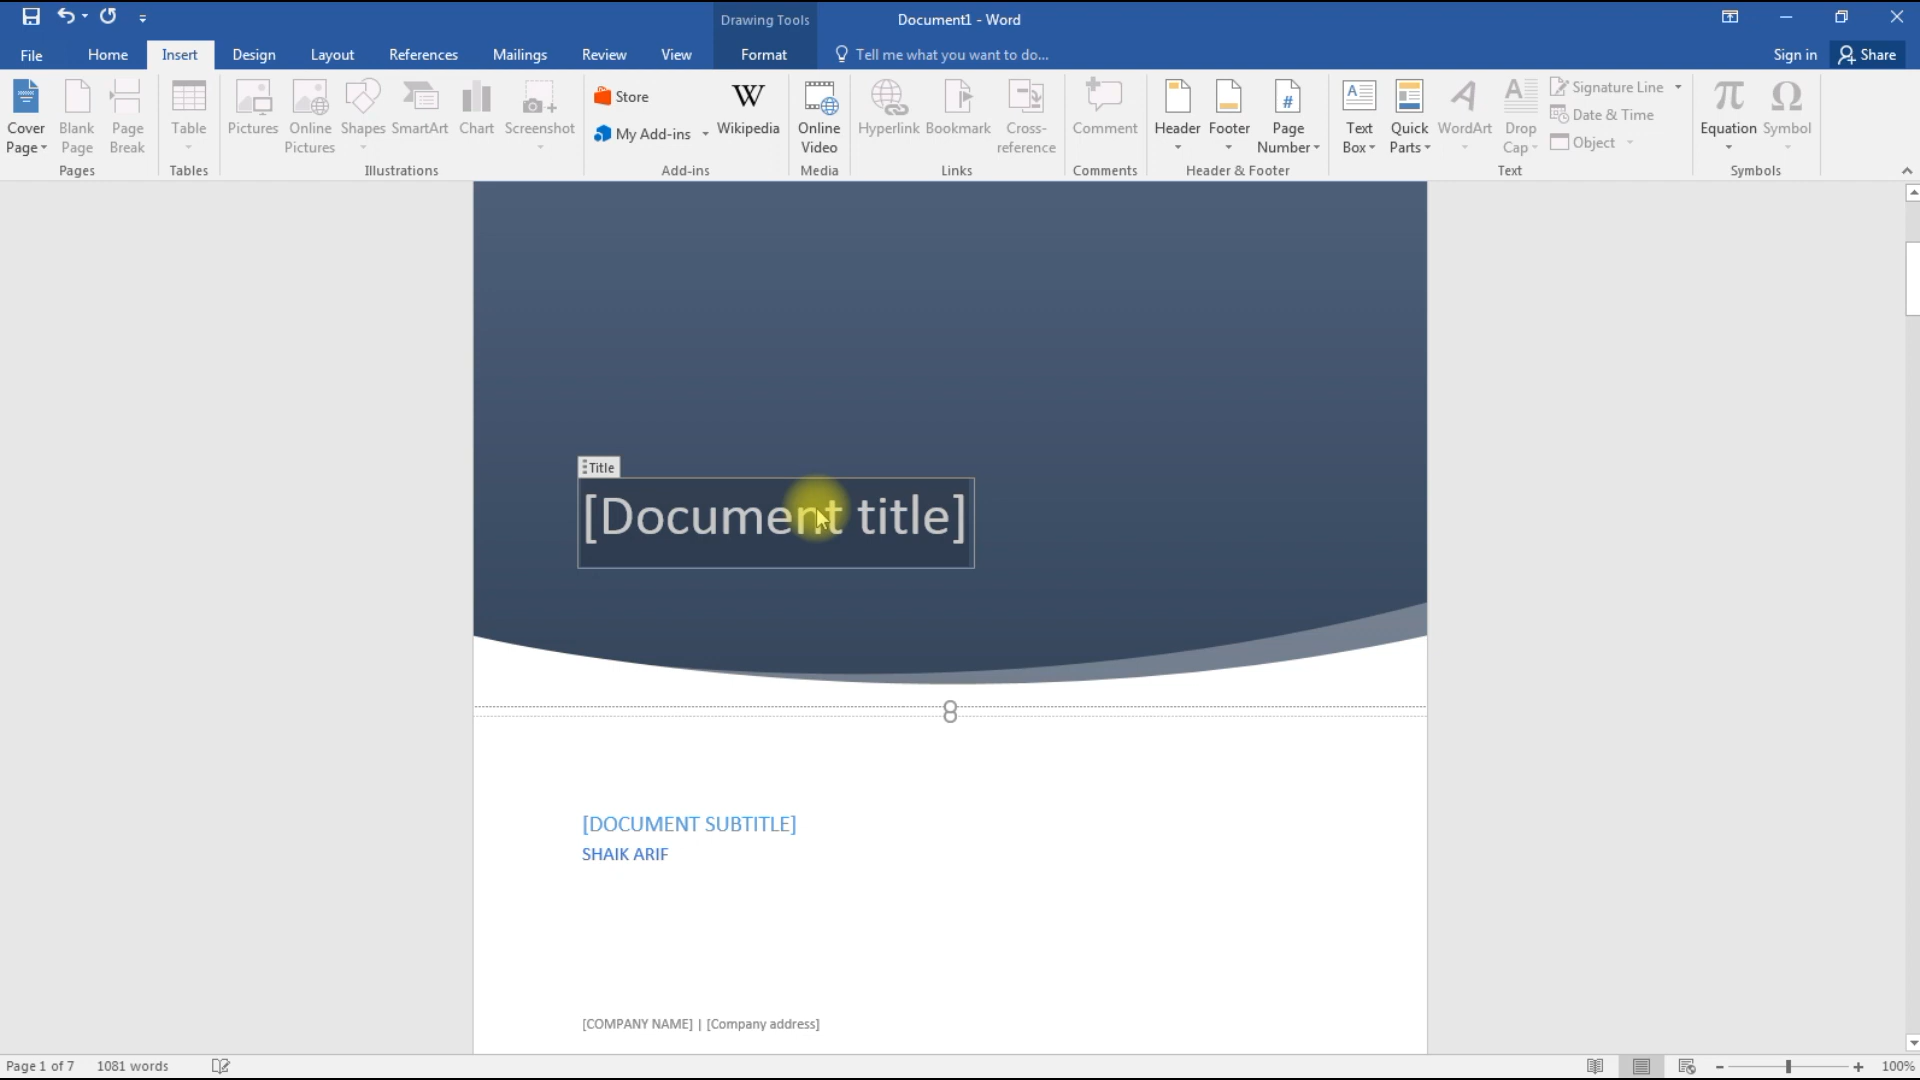 Drawing Tools
Document1 - Word
File Home Insert Design Layout References Mailings Review View Format Tell me what you want to do... Sign in Share
Cover Page Blank Page Page Break
Pages
Table
Tables
Pictures Online Pictures Shapes SmartArt Chart Screenshot
Illustrations
Store
My Add-ins
Wikipedia
Add-ins
Online Video
Media
Hyperlink Bookmark Cross-reference
Links
Comment
Comments
Header Footer Page Number
Header & Footer
Text Box Quick Parts WordArt Drop Cap
Signature Line
Date & Time
Object
Text
Equation Symbol
Symbols
Title
[Document title]
[DOCUMENT SUBTITLE]
SHAIK ARIF
[COMPANY NAME] | [Company address]
Page 1 of 7 1081 words 100%